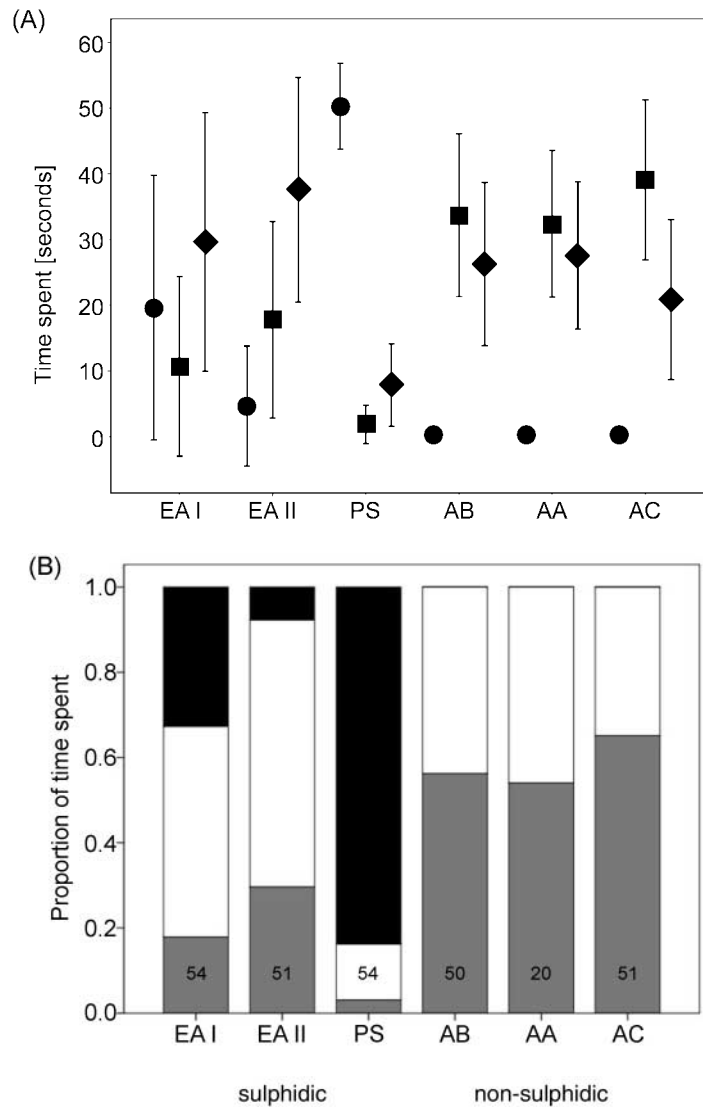 (A)
Time spent [seconds]
60
50
40
30
20
10
0
EA I EA II PS AB AA AC
(B)
Proportion of time spent
1.0
0.8
0.6
0.4
0.2
0.0
54 51 54 50 20 51
EA I EA II PS AB AA AC
sulphidic non-sulphidic